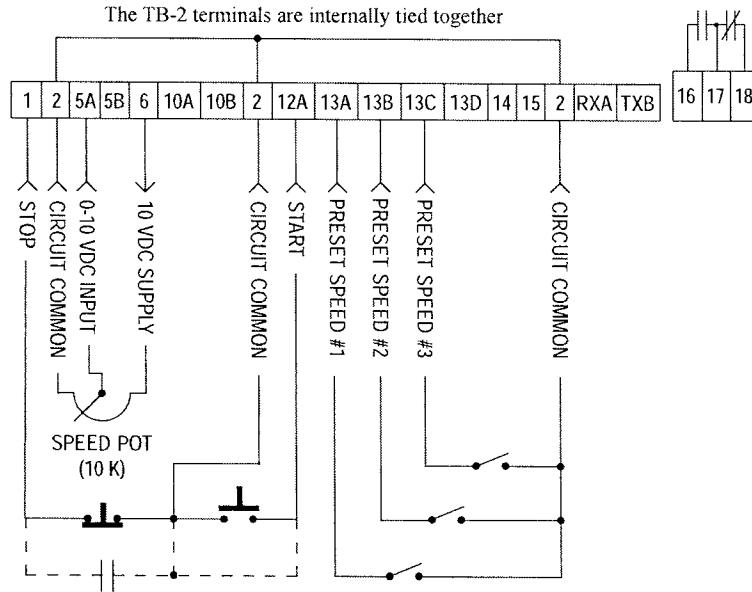 The TB-2 terminals are internally tied together
1 2 5A 5B 6 10A 10B 2 12A 13A 13B 13C 13D 14 15 2 RXA TXB
16 17 18
STOP
CIRCUIT COMMON
0-10 VDC INPUT
10 VDC SUPPLY
CIRCUIT COMMON
START
PRESET SPEED #1
PRESET SPEED #2
PRESET SPEED #3
CIRCUIT COMMON
SPEED POT
(10 K)